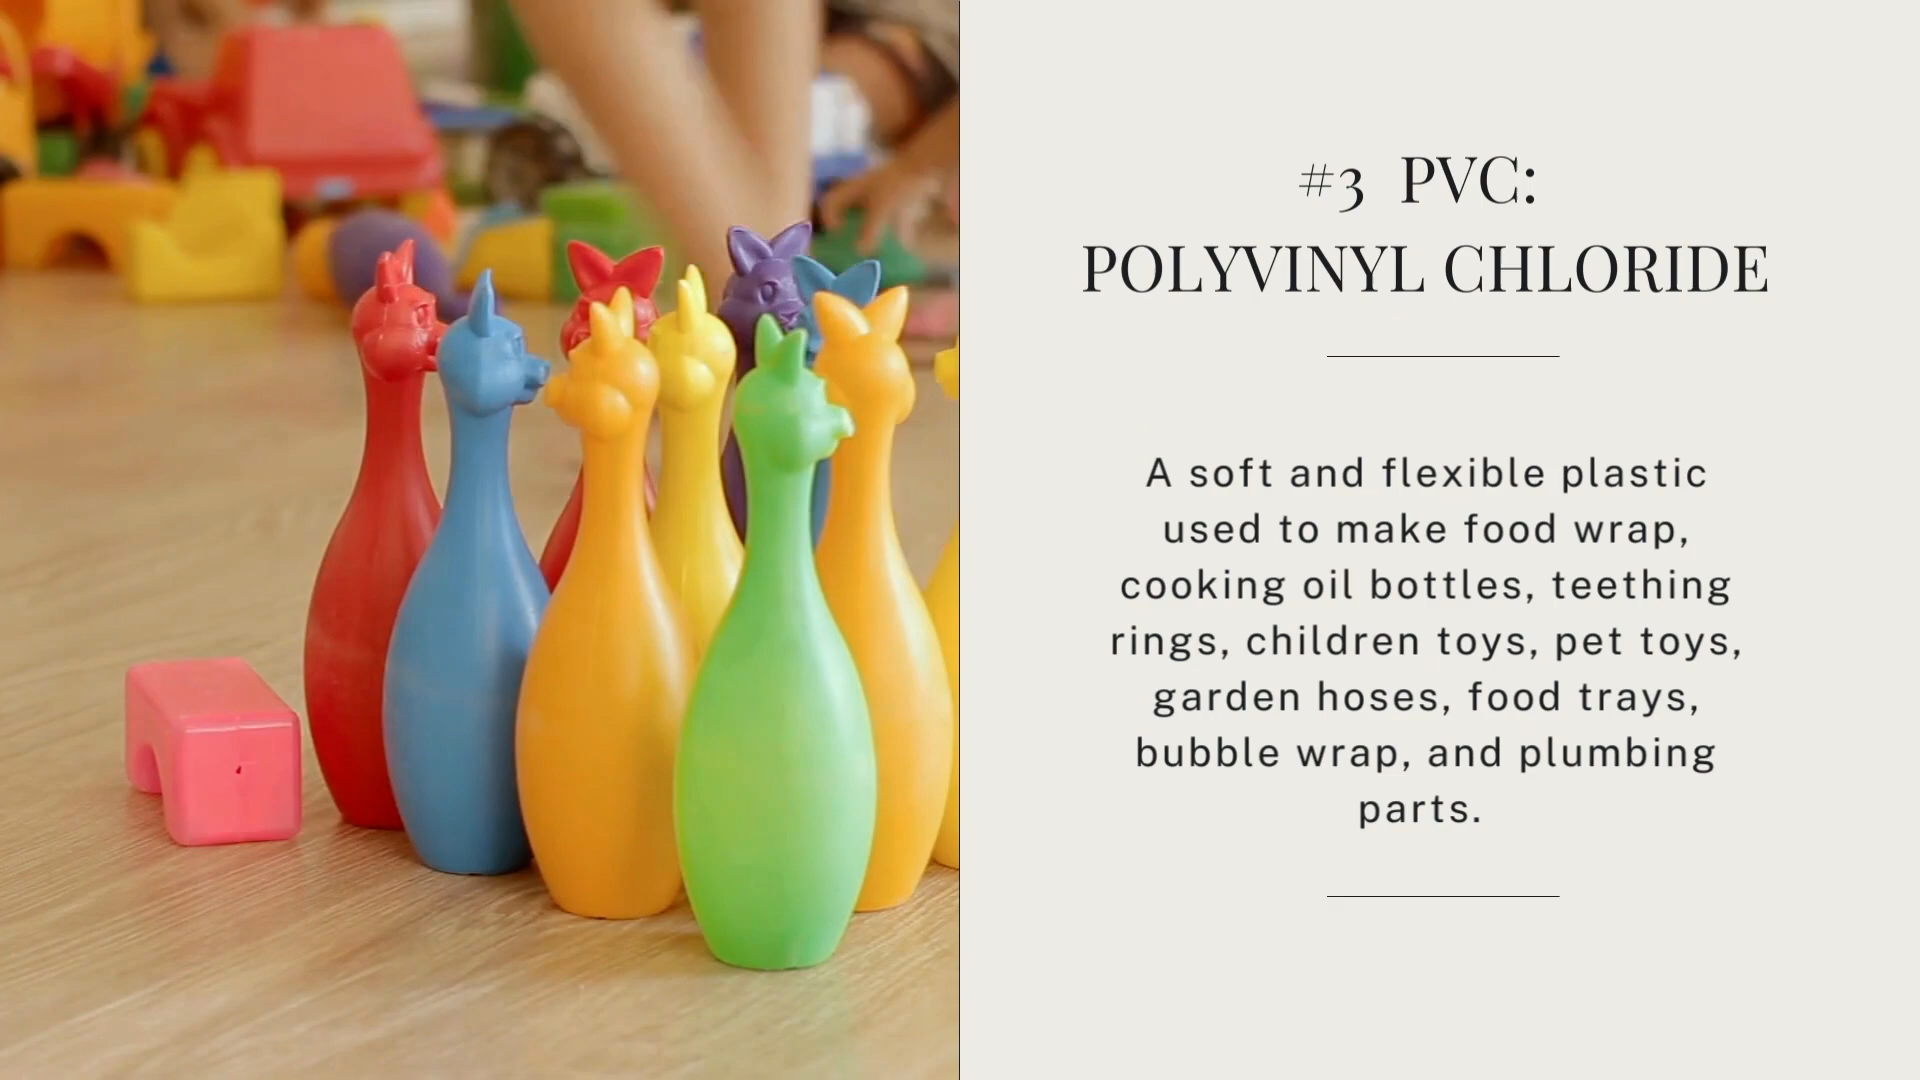 #3 PVC:
POLYVINYL CHLORIDE
A soft and flexible plastic
used to make food wrap,
cooking oil bottles, teething
rings, children toys, pet toys,
garden hoses, food trays,
bubble wrap, and plumbing
parts.